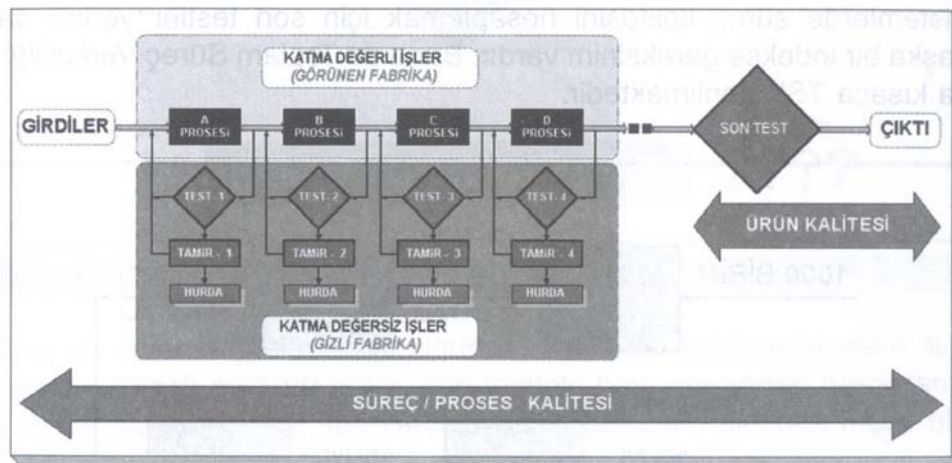 KATMA DEĞERLİ İŞLER
(GÖRÜNEN FABRİKA)
GİRDİLER
A
PROSESİ
B
PROSESİ
C
PROSESİ
D
PROSESİ
SON TEST
ÇIKTI
TEST- 1
TEST- 2
TEST- 3
TEST- 4
ÜRÜN KALİTESİ
TAMİR - 1
TAMİR - 2
TAMİR - 3
TAMİR - 4
HURDA
HURDA
HURDA
HURDA
KATMA DEĞERSİZ İŞLER
(GİZLİ FABRİKA)
SÜREÇ / PROSES KALİTESİ